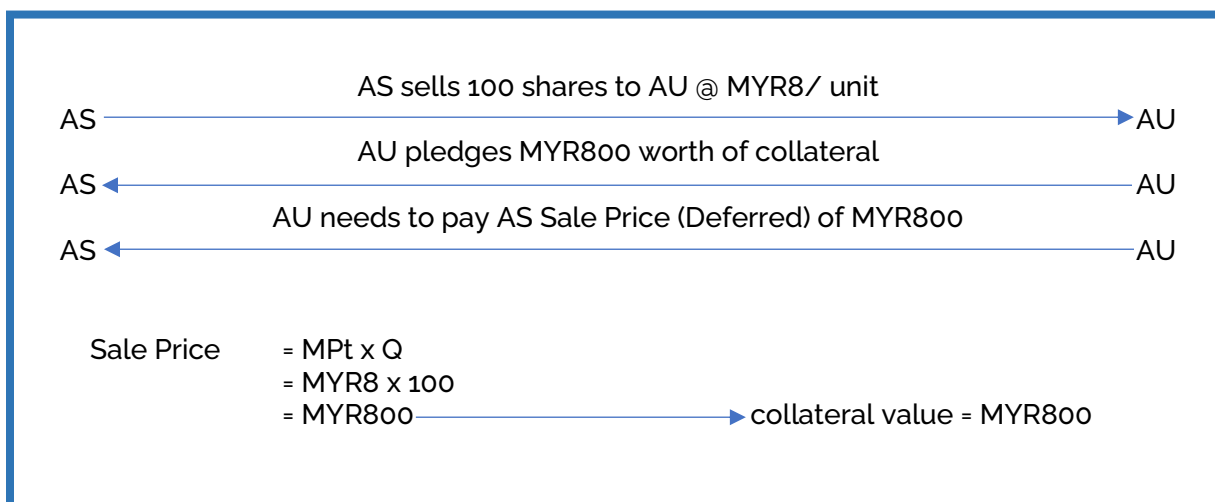 AS sells 100 shares to AU @ MYR8/ unit
AS AU
AU pledges MYR800 worth of collateral
AS AU
AU needs to pay AS Sale Price (Deferred) of MYR800
AS AU
Sale Price = MPt x Q
= MYR8 x 100
= MYR800 collateral value = MYR800